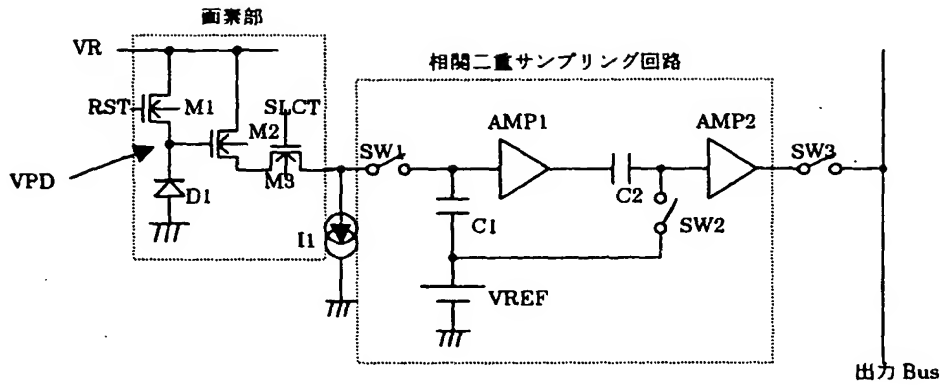 画素部
VR
相関二重サンプリング回路
RST
M1
SLCT
M2
AMP1
AMP2
SW1
SW3
M3
VPD
D1
C2
C1
SW2
I1
VREF
出力 Bus